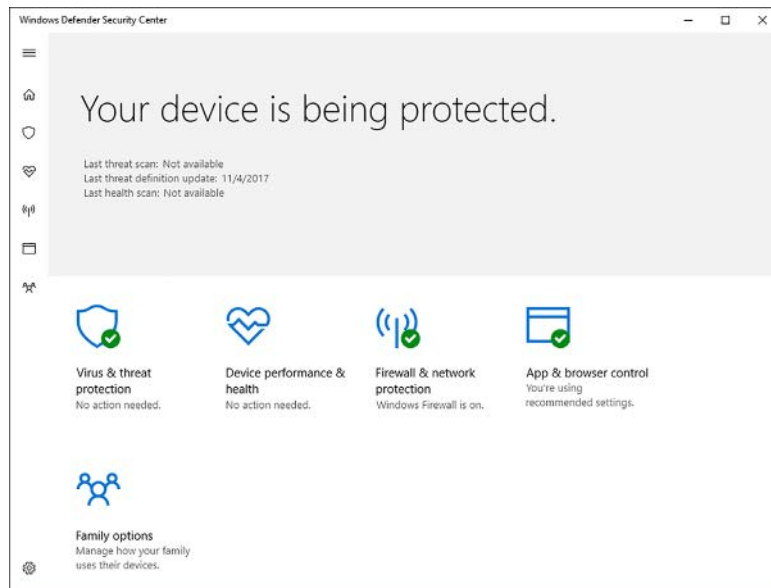 Windows Defender Security Center
Your device is being protected.
Last threat scan: Not available
Last threat definition update: 11/4/2017
Last health scan: Not available
Virus & threat
protection
No action needed.
Device performance &
health
No action needed.
Firewall & network
protection
Windows Firewall is on.
App & browser control
You're using
recommended settings.
Family options
Manage how your family
uses their devices.